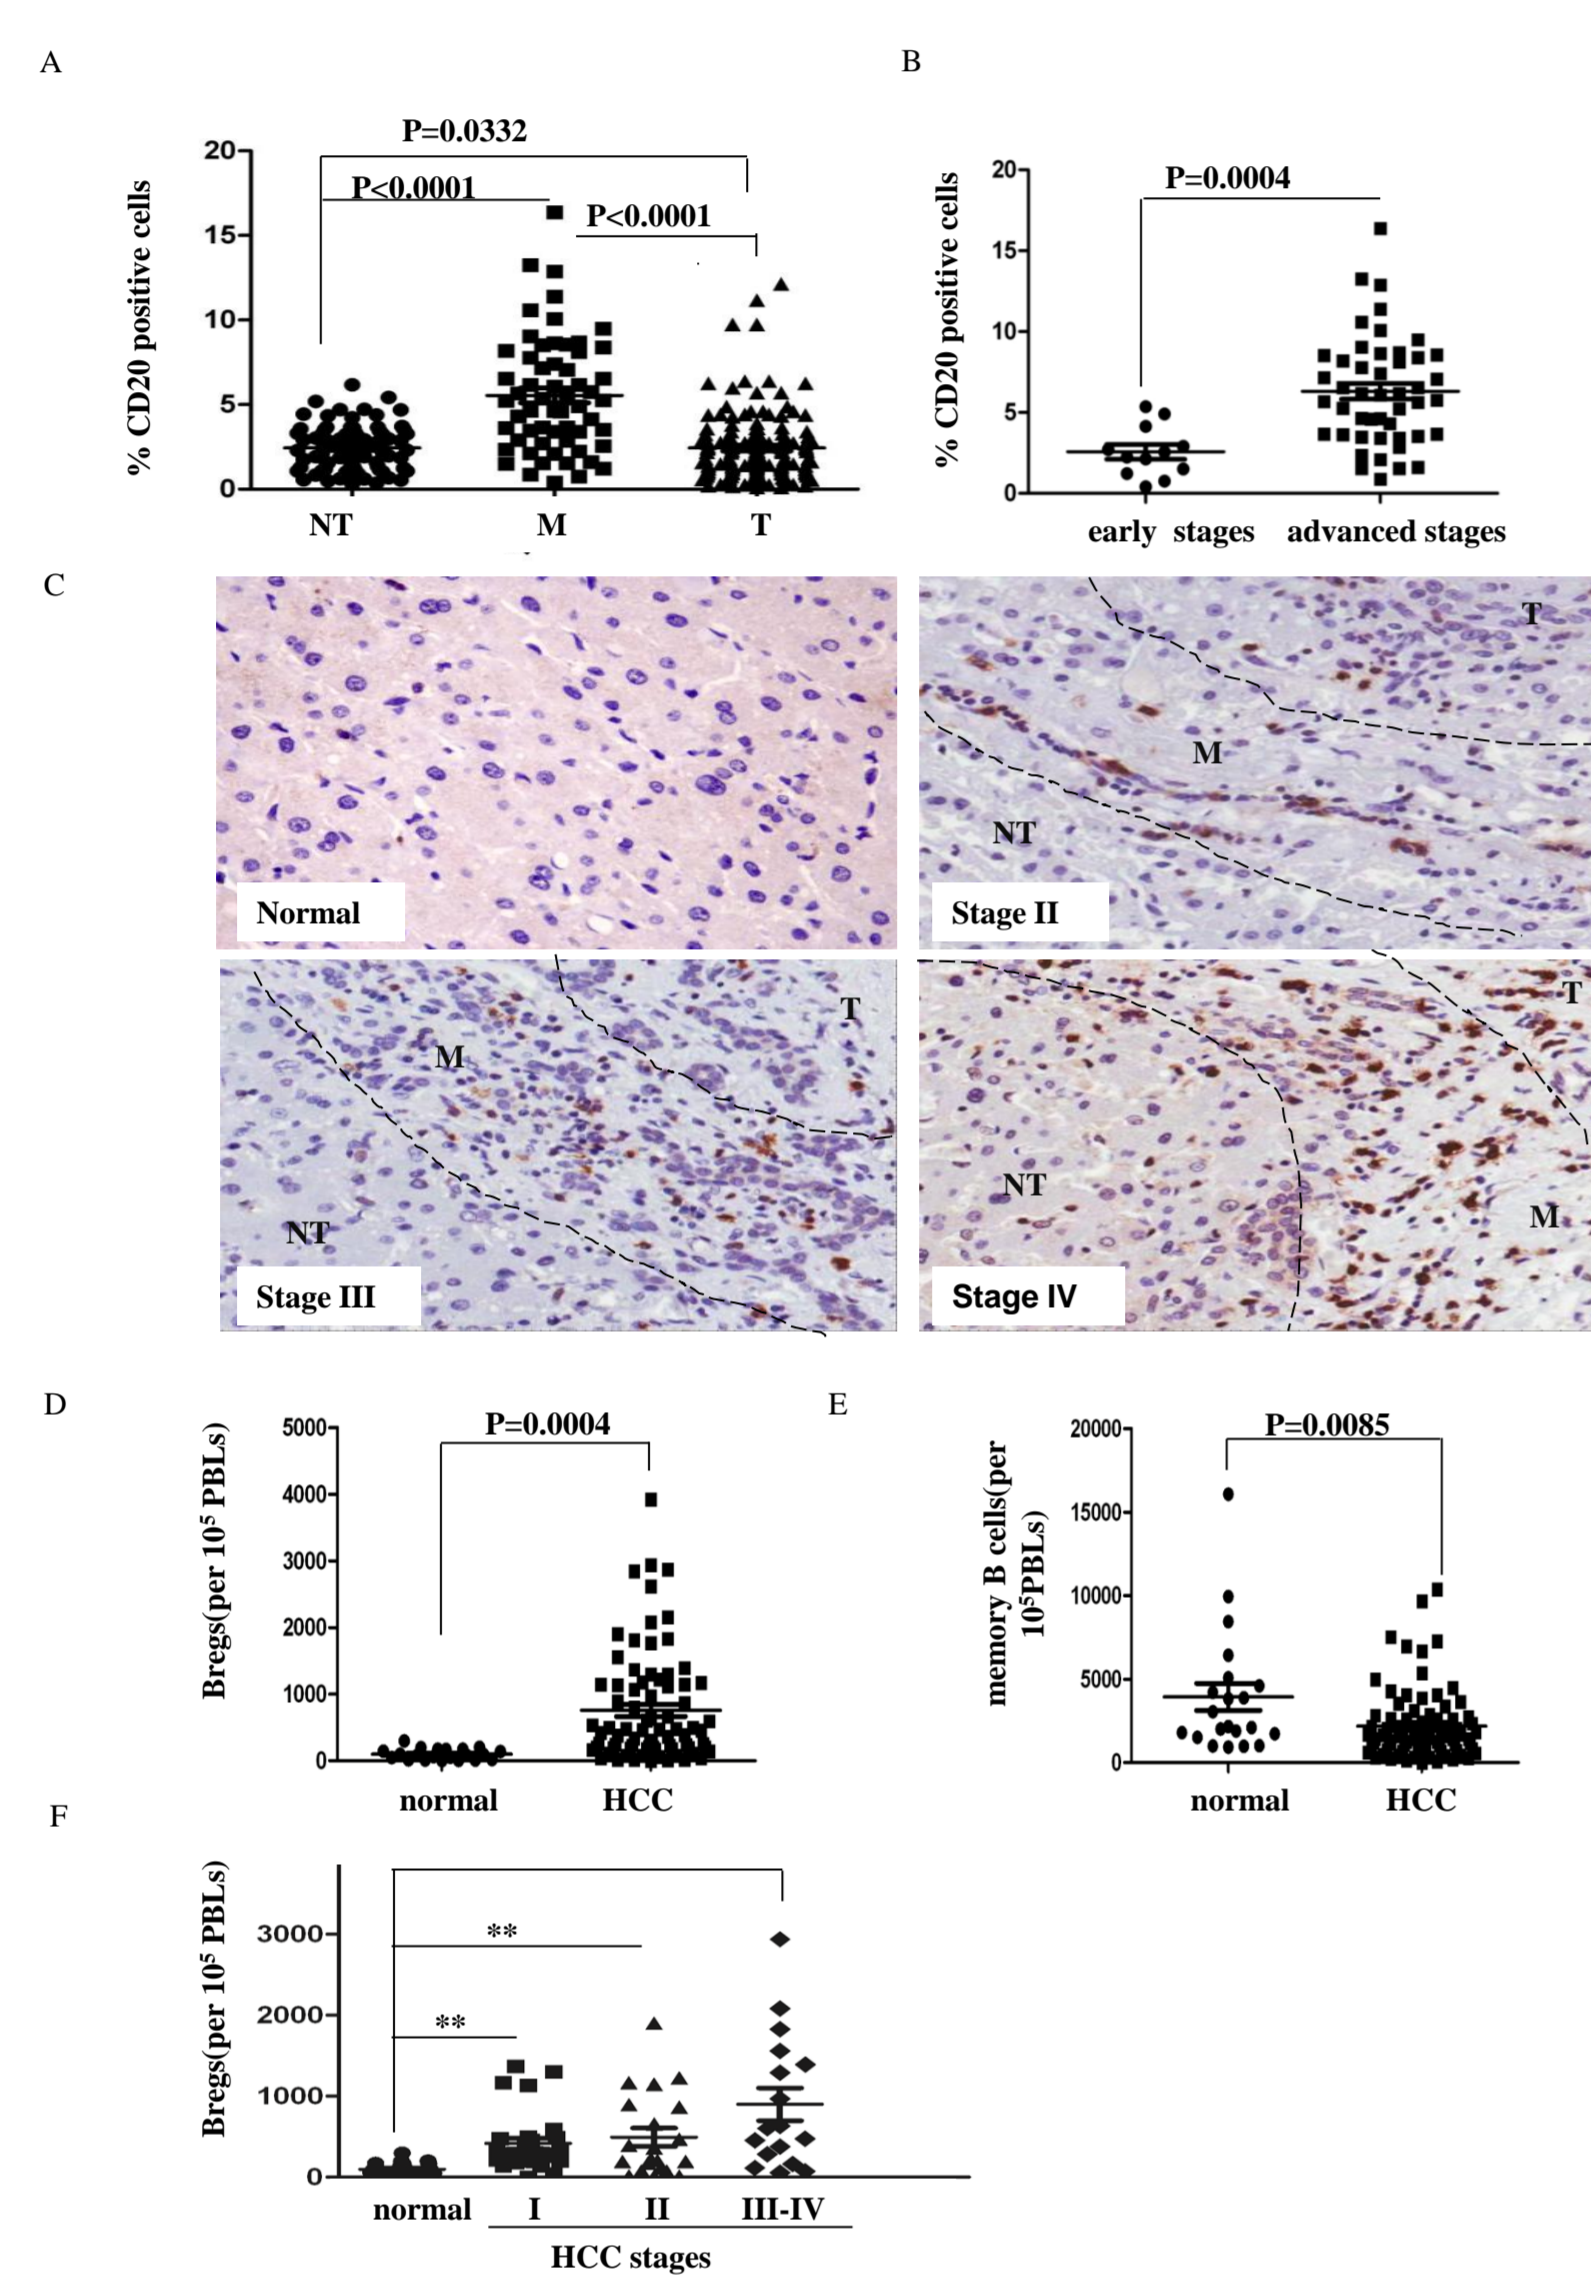 A
B
P=0.0332
P<0.0001
P<0.0001
20
15
10
5
0
% CD20 positive cells
NT
M
T
P=0.0004
20
15
10
5
0
% CD20 positive cells
early stages
advanced stages
C
Normal
T
M
NT
Stage II
T
M
NT
Stage III
T
NT
M
Stage IV
D
P=0.0004
5000
4000
3000
2000
1000
0
Bregs(per 10⁵ PBLs)
normal
HCC
E
P=0.0085
20000
15000
10000
5000
0
memory B cells(per
10⁵PBLs)
normal
HCC
F
**
**
3000
2000
1000
0
Bregs(per 10⁵ PBLs)
normal
I
II
III-IV
HCC stages